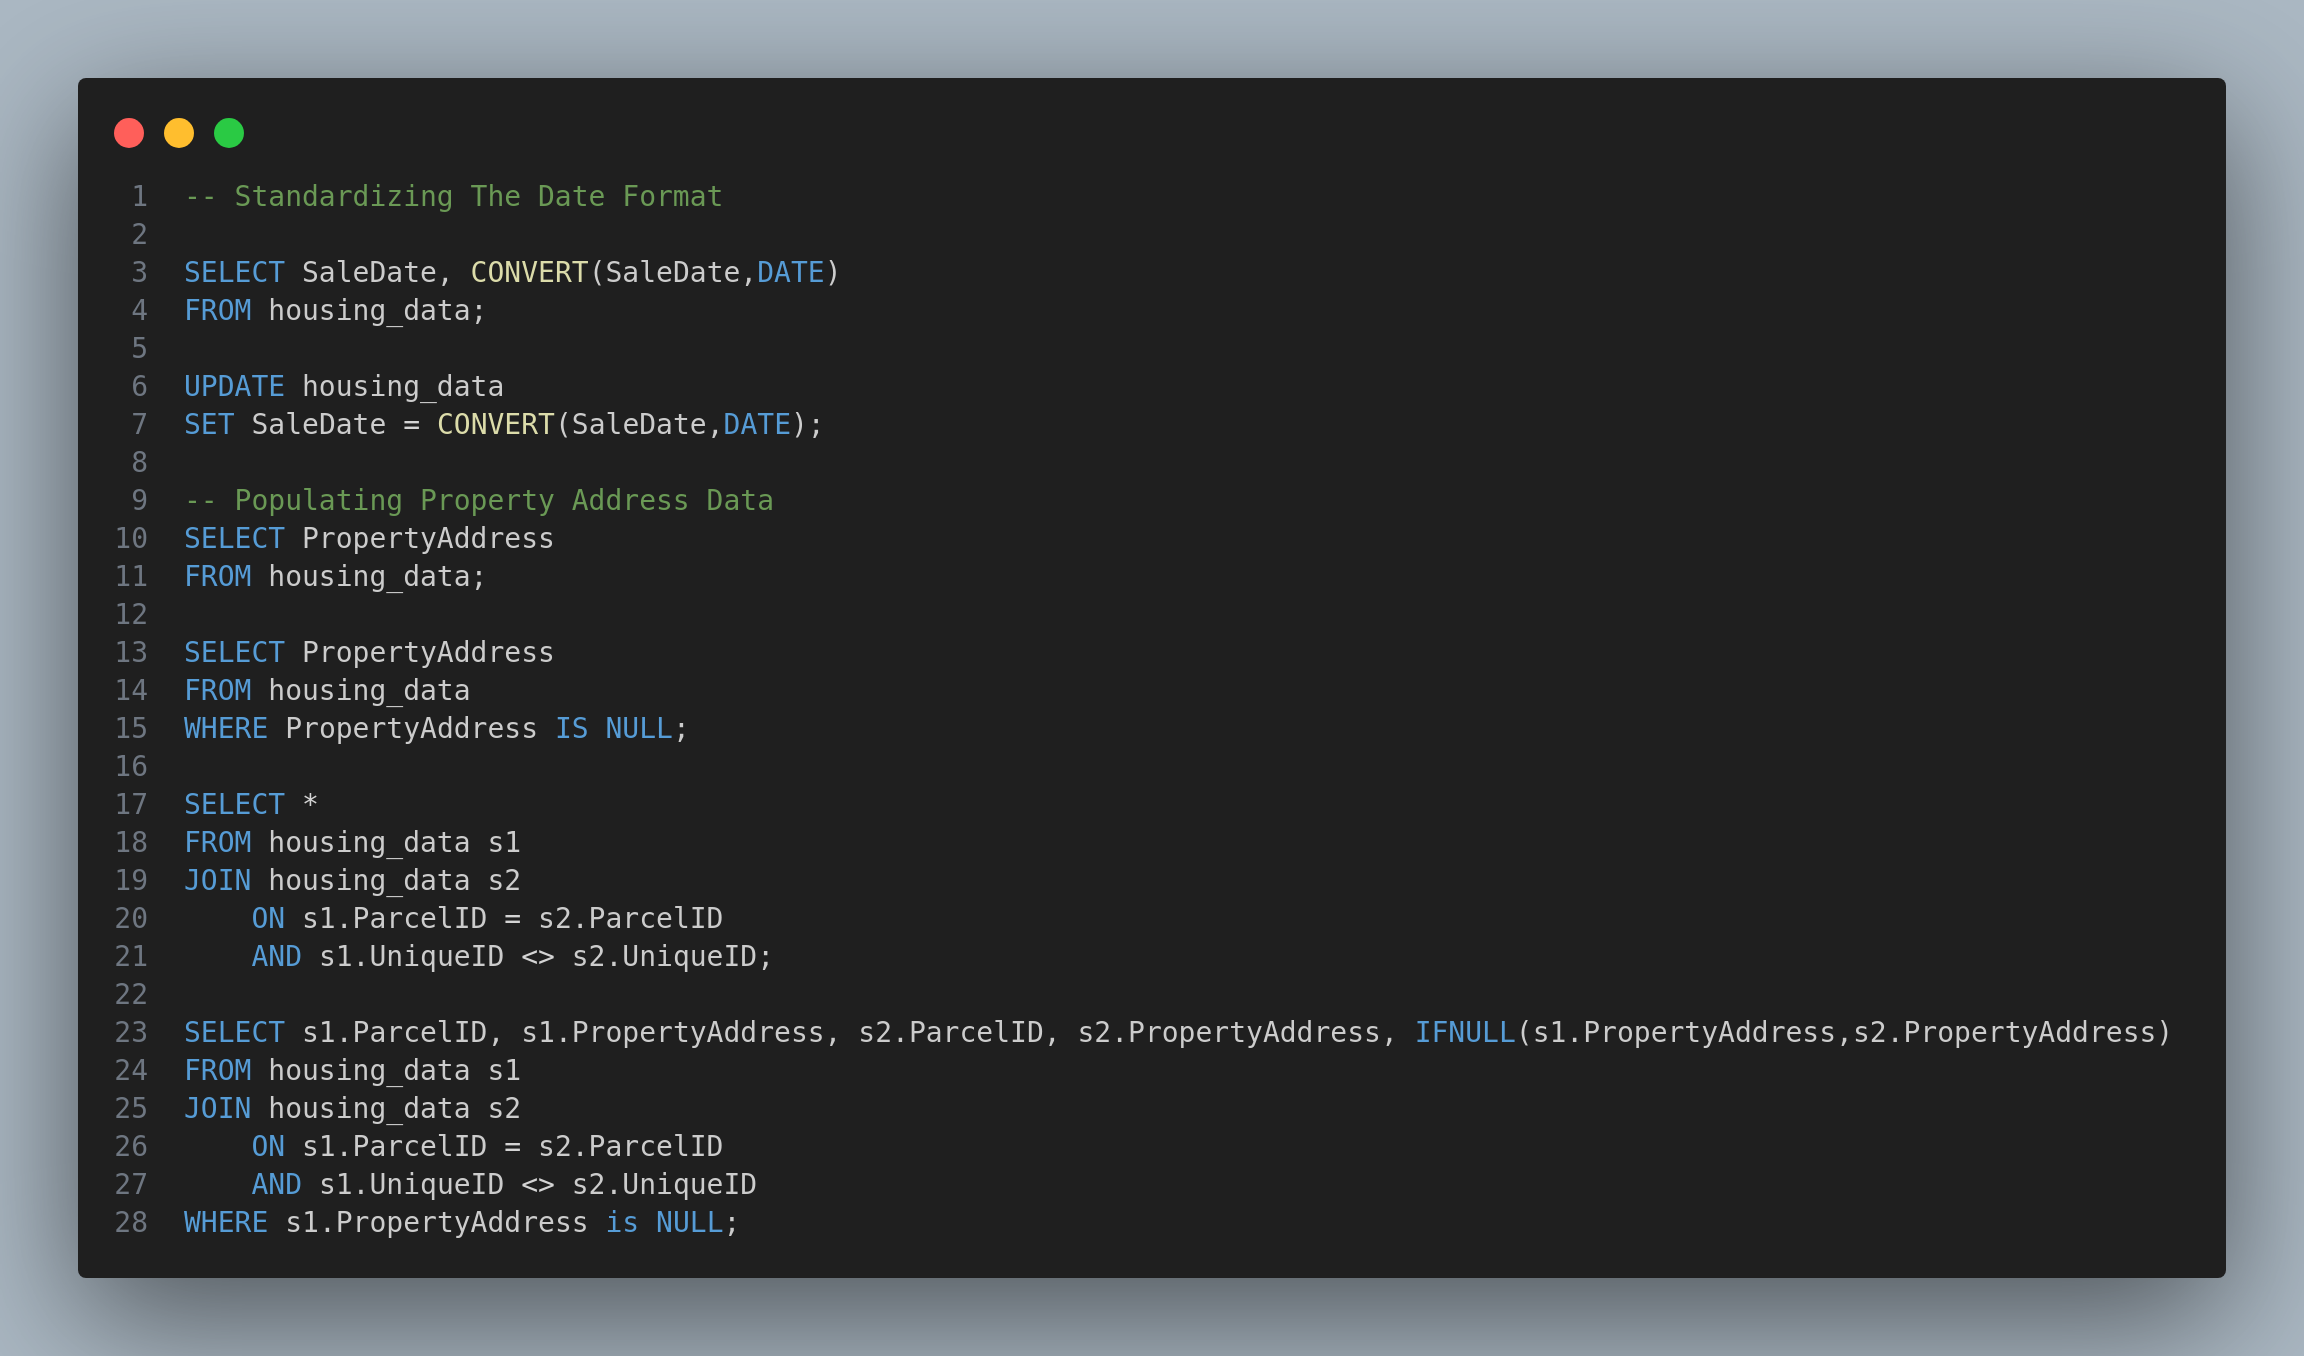 1 -- Standardizing The Date Format
2
3 SELECT SaleDate, CONVERT(SaleDate,DATE)
4 FROM housing_data;
5
6 UPDATE housing_data
7 SET SaleDate = CONVERT(SaleDate,DATE);
8
9 -- Populating Property Address Data
10 SELECT PropertyAddress
11 FROM housing_data;
12
13 SELECT PropertyAddress
14 FROM housing_data
15 WHERE PropertyAddress IS NULL;
16
17 SELECT *
18 FROM housing_data s1
19 JOIN housing_data s2
20     ON s1.ParcelID = s2.ParcelID
21     AND s1.UniqueID <> s2.UniqueID;
22
23 SELECT s1.ParcelID, s1.PropertyAddress, s2.ParcelID, s2.PropertyAddress, IFNULL(s1.PropertyAddress,s2.PropertyAddress)
24 FROM housing_data s1
25 JOIN housing_data s2
26     ON s1.ParcelID = s2.ParcelID
27     AND s1.UniqueID <> s2.UniqueID
28 WHERE s1.PropertyAddress is NULL;